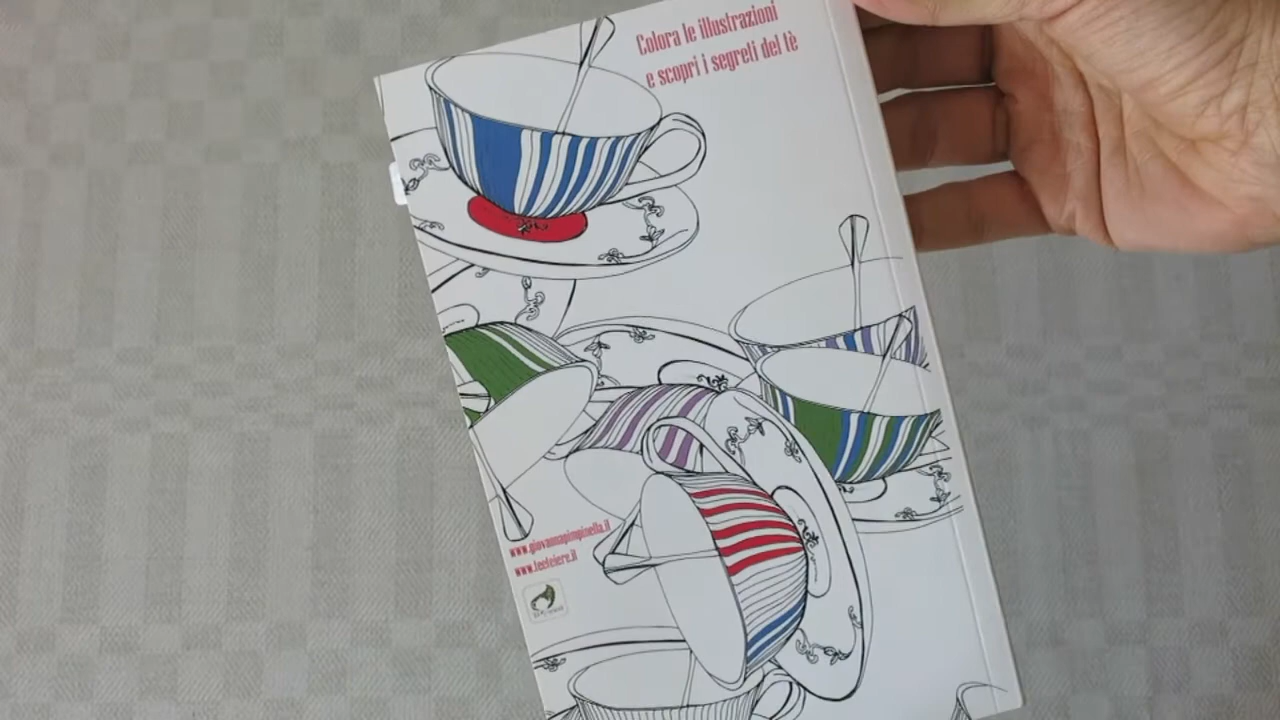 Colora le illustrazioni
e scopri i segreti del tè
www.giovannapimpinella.it
www.teeteiere.it